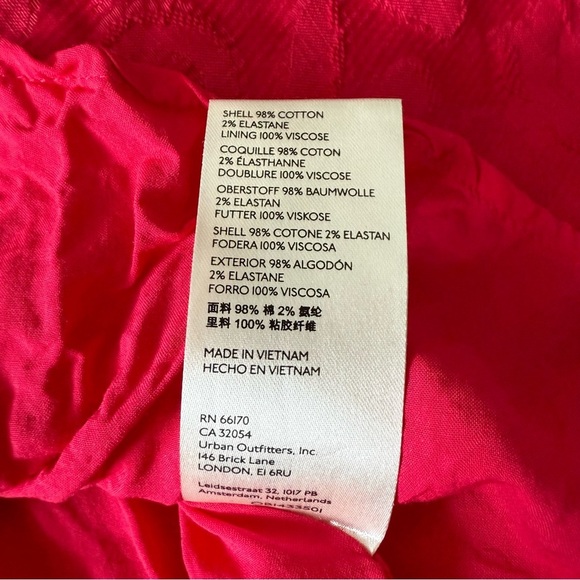 SHELL 98% COTTON
2% ELASTANE
LINING 100% VISCOSE
COQUILLE 98% COTON
2% ÉLASTHANNE
DOUBLURE 100% VISCOSE
OBERSTOFF 98% BAUMWOLLE
2% ELASTAN
FUTTER 100% VISKOSE
SHELL 98% COTONE 2% ELASTAN
FODERA 100% VISCOSA
EXTERIOR 98% ALGODÓN
2% ELASTANE
FORRO 100% VISCOSA
面料 98% 棉 2% 氨纶
里料 100% 粘胶纤维
MADE IN VIETNAM
HECHO EN VIETNAM
RN 66170
CA 32054
Urban Outfitters, Inc.
146 Brick Lane
LONDON, E1 6RU
Leidsestraat 32, 1017 PB
Amsterdam, Netherlands